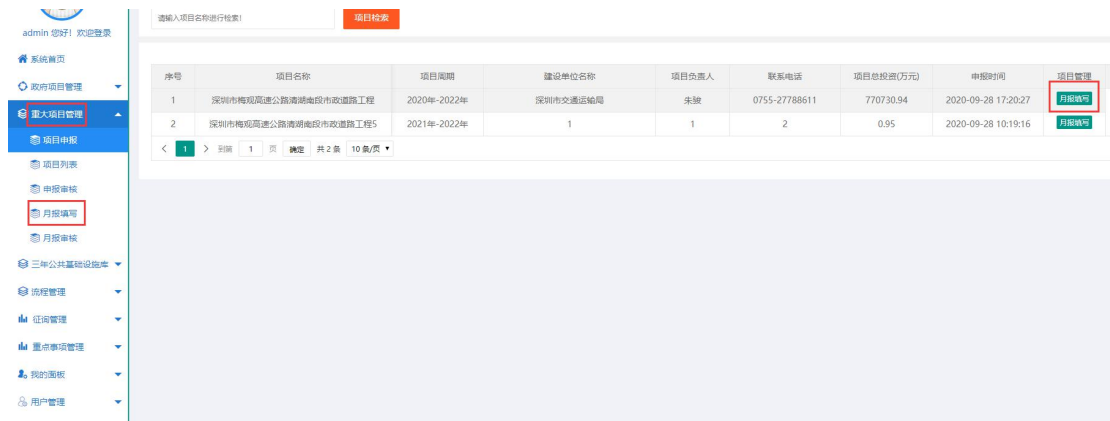 admin 您好！欢迎登录
系统首页
政府项目管理
重大项目管理
项目申报
项目列表
申报审核
月报填写
月报审核
三年公共基础设施库
流程管理
征询管理
重点事项管理
我的面板
用户管理
请输入项目名称进行检索! 项目检索
序号 项目名称 项目周期 建设单位名称 项目负责人 联系电话 项目总投资(万元) 申报时间 项目管理
1 深圳市梅观高速公路清湖南段市政道路工程 2020年-2022年 深圳市交通运输局 朱骏 0755-27788611 770730.94 2020-09-28 17:20:27 月报填写
2 深圳市梅观高速公路清湖南段市政道路工程5 2021年-2022年 1 1 2 0.95 2020-09-28 10:19:16 月报填写
< 1 > 到第 1 页 确定 共 2 条 10 条/页